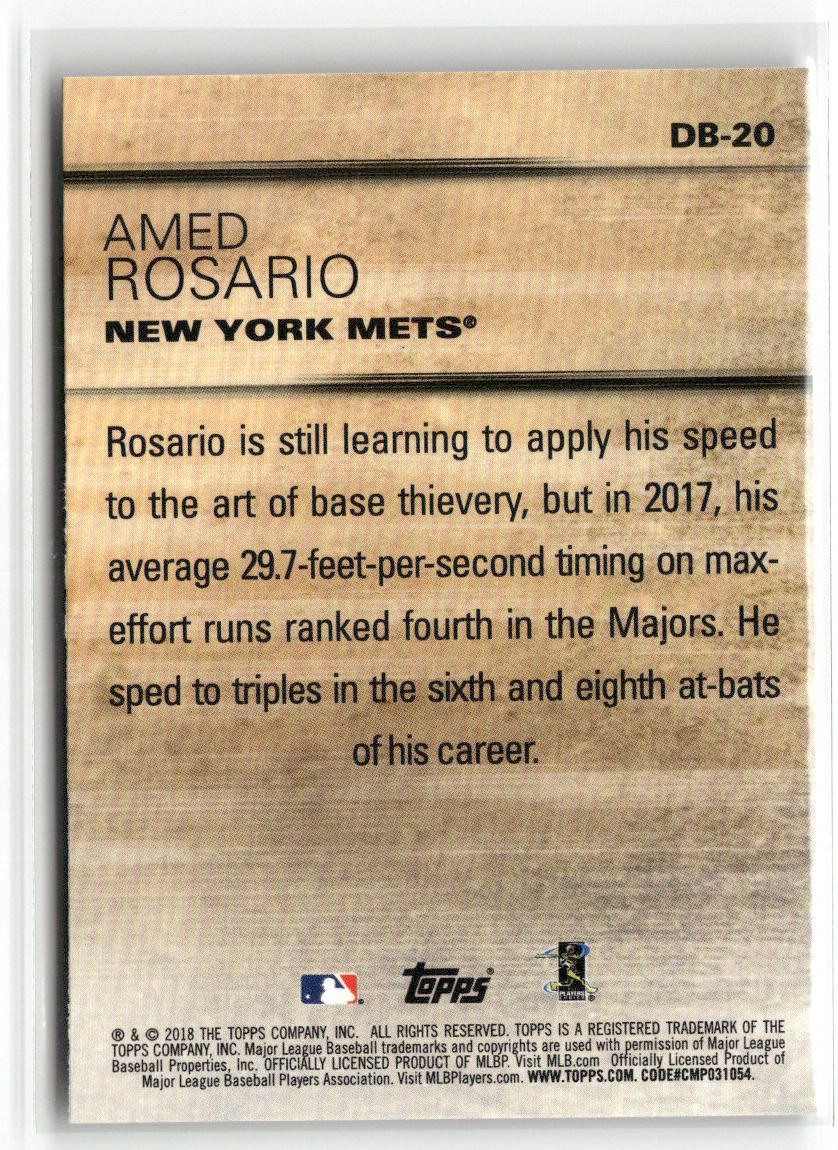 DB-20
AMED
ROSARIO
NEW YORK METS®
Rosario is still learning to apply his speed
to the art of base thievery, but in 2017, his
average 29.7-feet-per-second timing on max-
effort runs ranked fourth in the Majors. He
sped to triples in the sixth and eighth at-bats
of his career.
topps®
PLAYERS
CHOICE ®
® & © 2018 THE TOPPS COMPANY, INC. ALL RIGHTS RESERVED. TOPPS IS A REGISTERED TRADEMARK OF THE
TOPPS COMPANY, INC. Major League Baseball trademarks and copyrights are used with permission of Major League
Baseball Properties, Inc. OFFICIALLY LICENSED PRODUCT OF MLBP. Visit MLB.com Officially Licensed Product of
Major League Baseball Players Association. Visit MLBPlayers.com. WWW.TOPPS.COM. CODE#CMP031054.